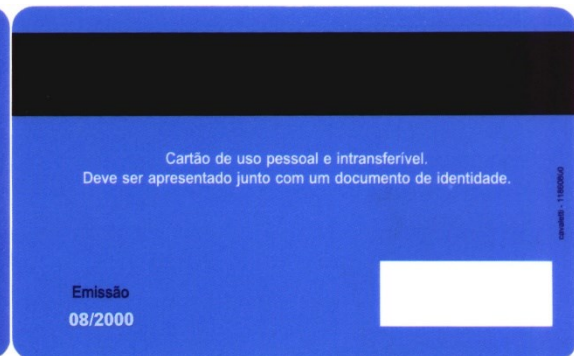 Cartão de uso pessoal e intransferível.
Deve ser apresentado junto com um documento de identidade.
Emissão
08/2000